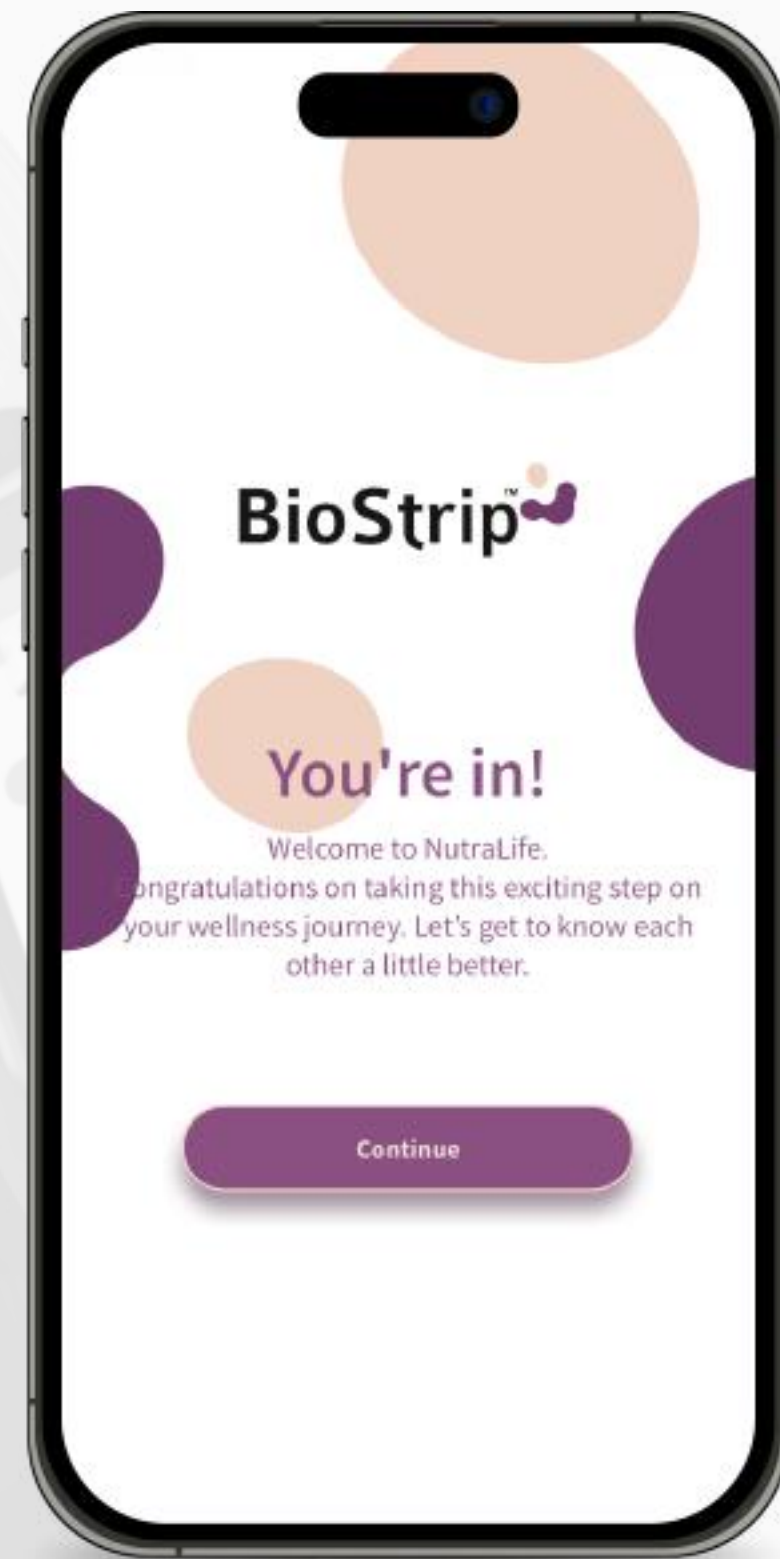 BioStrip™
You're in!
Welcome to NutraLife.
Congratulations on taking this exciting step on
your wellness journey. Let's get to know each
other a little better.
Continue